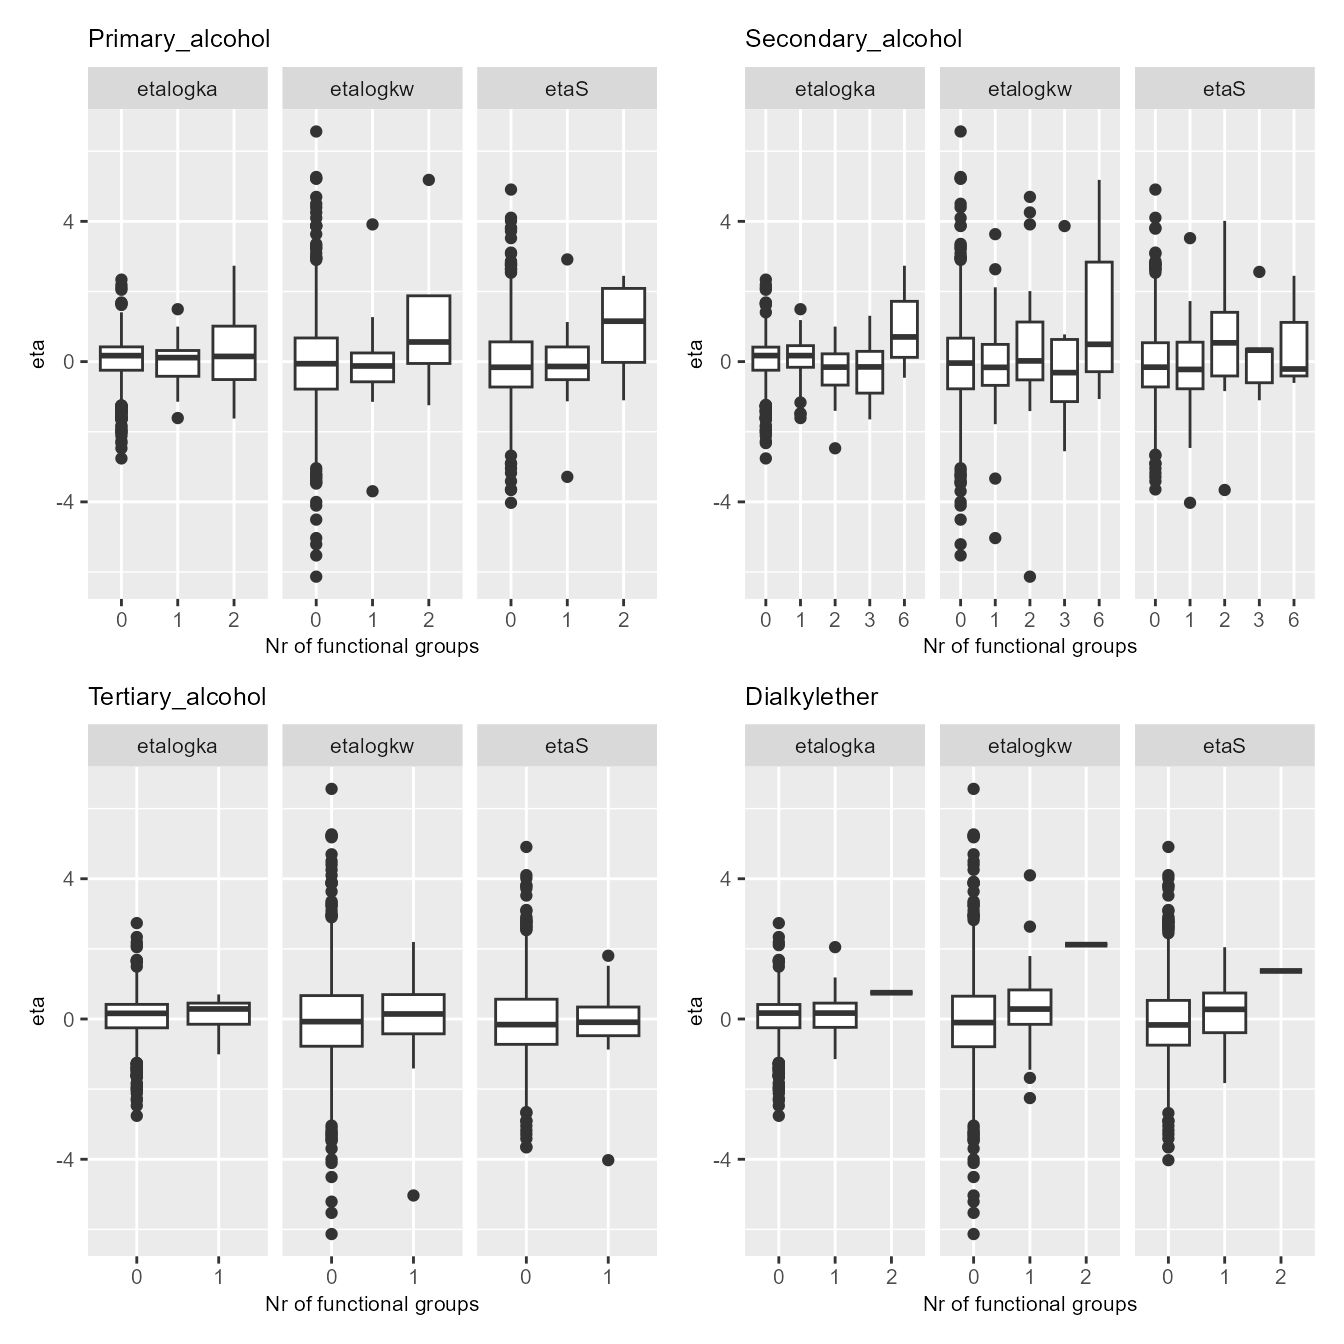 Primary_alcohol
etalogka etalogkw etaS
eta
4
0
-4
0 1 2 0 1 2 0 1 2
Nr of functional groups
Secondary_alcohol
etalogka etalogkw etaS
eta
4
0
-4
0 1 2 3 6 0 1 2 3 6 0 1 2 3 6
Nr of functional groups
Tertiary_alcohol
etalogka etalogkw etaS
eta
4
0
-4
0 1 0 1 0 1
Nr of functional groups
Dialkylether
etalogka etalogkw etaS
eta
4
0
-4
0 1 2 0 1 2 0 1 2
Nr of functional groups